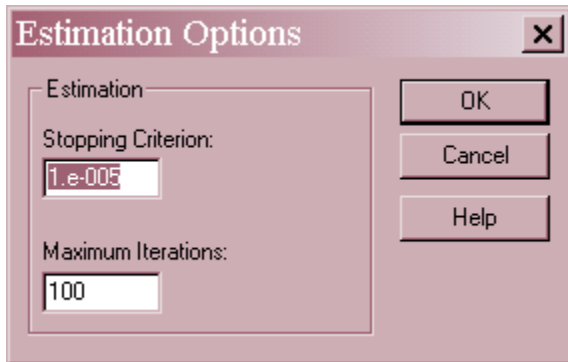 Estimation Options
Estimation
Stopping Criterion:
1.e-005
Maximum Iterations:
100
OK
Cancel
Help